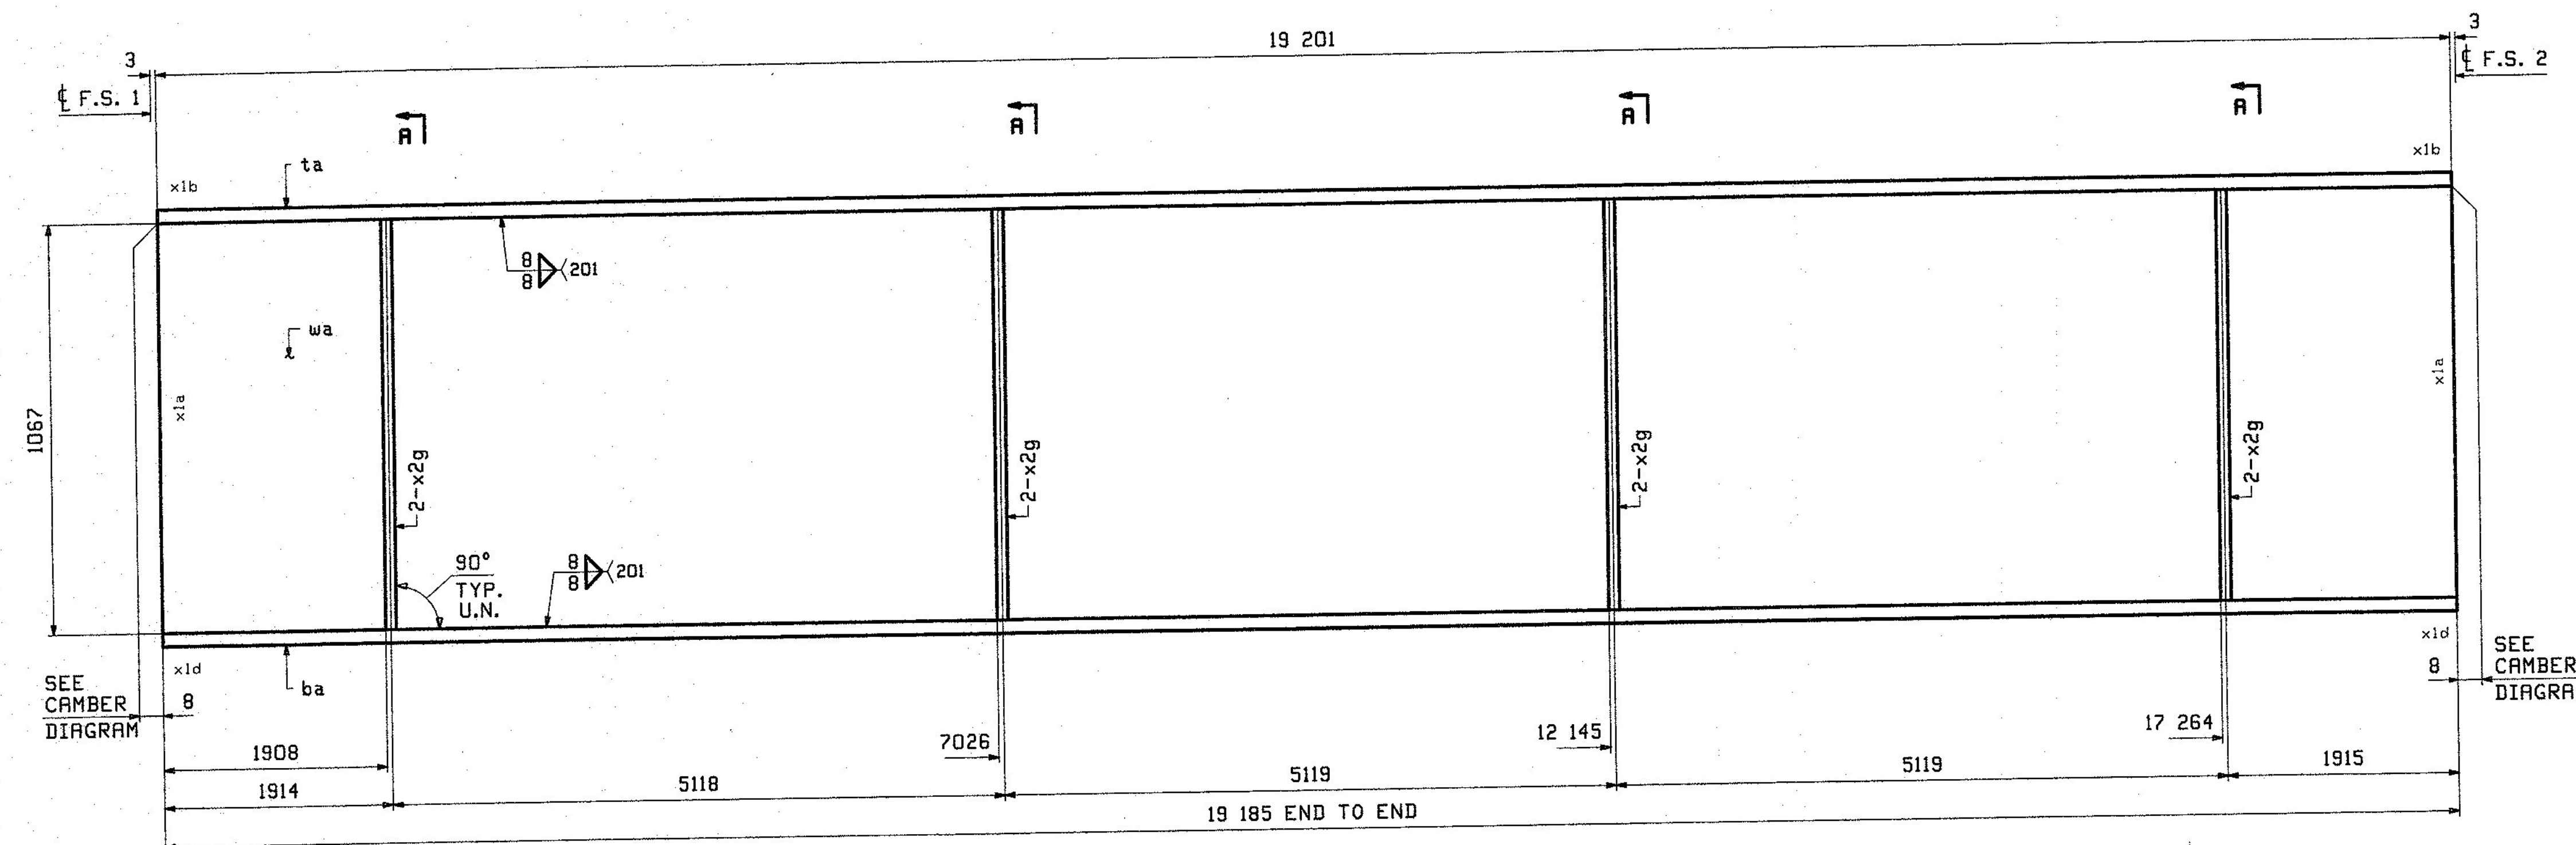 19 201
3
3
℄ F.S. 1
℄ F.S. 2
A
A
A
A
ta
x1b
x1b
8
8
201
wa
x1a
x1a
1067
2-x2g
2-x2g
2-x2g
2-x2g
90°
TYP.
U.N.
8
8
201
x1d
x1d
ba
SEE
CAMBER
DIAGRAM
8
SEE
CAMBER
DIAGRA
8
1908
7026
12 145
17 264
1914
5118
5119
5119
1915
19 185 END TO END